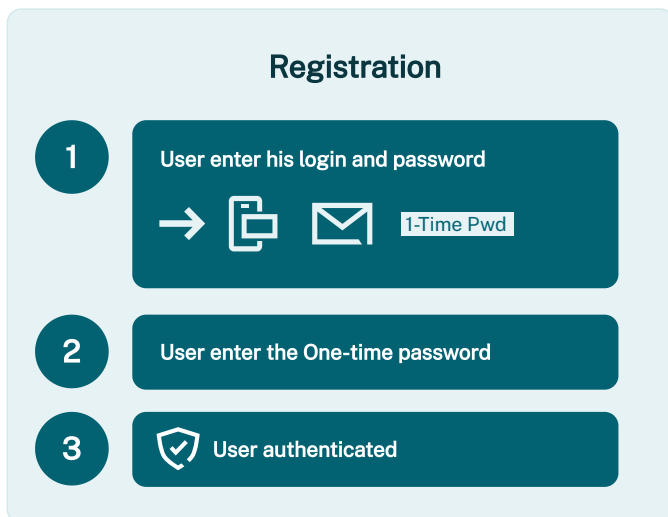 Registration
1
User enter his login and password
1-Time Pwd
2
User enter the One-time password
3
User authenticated